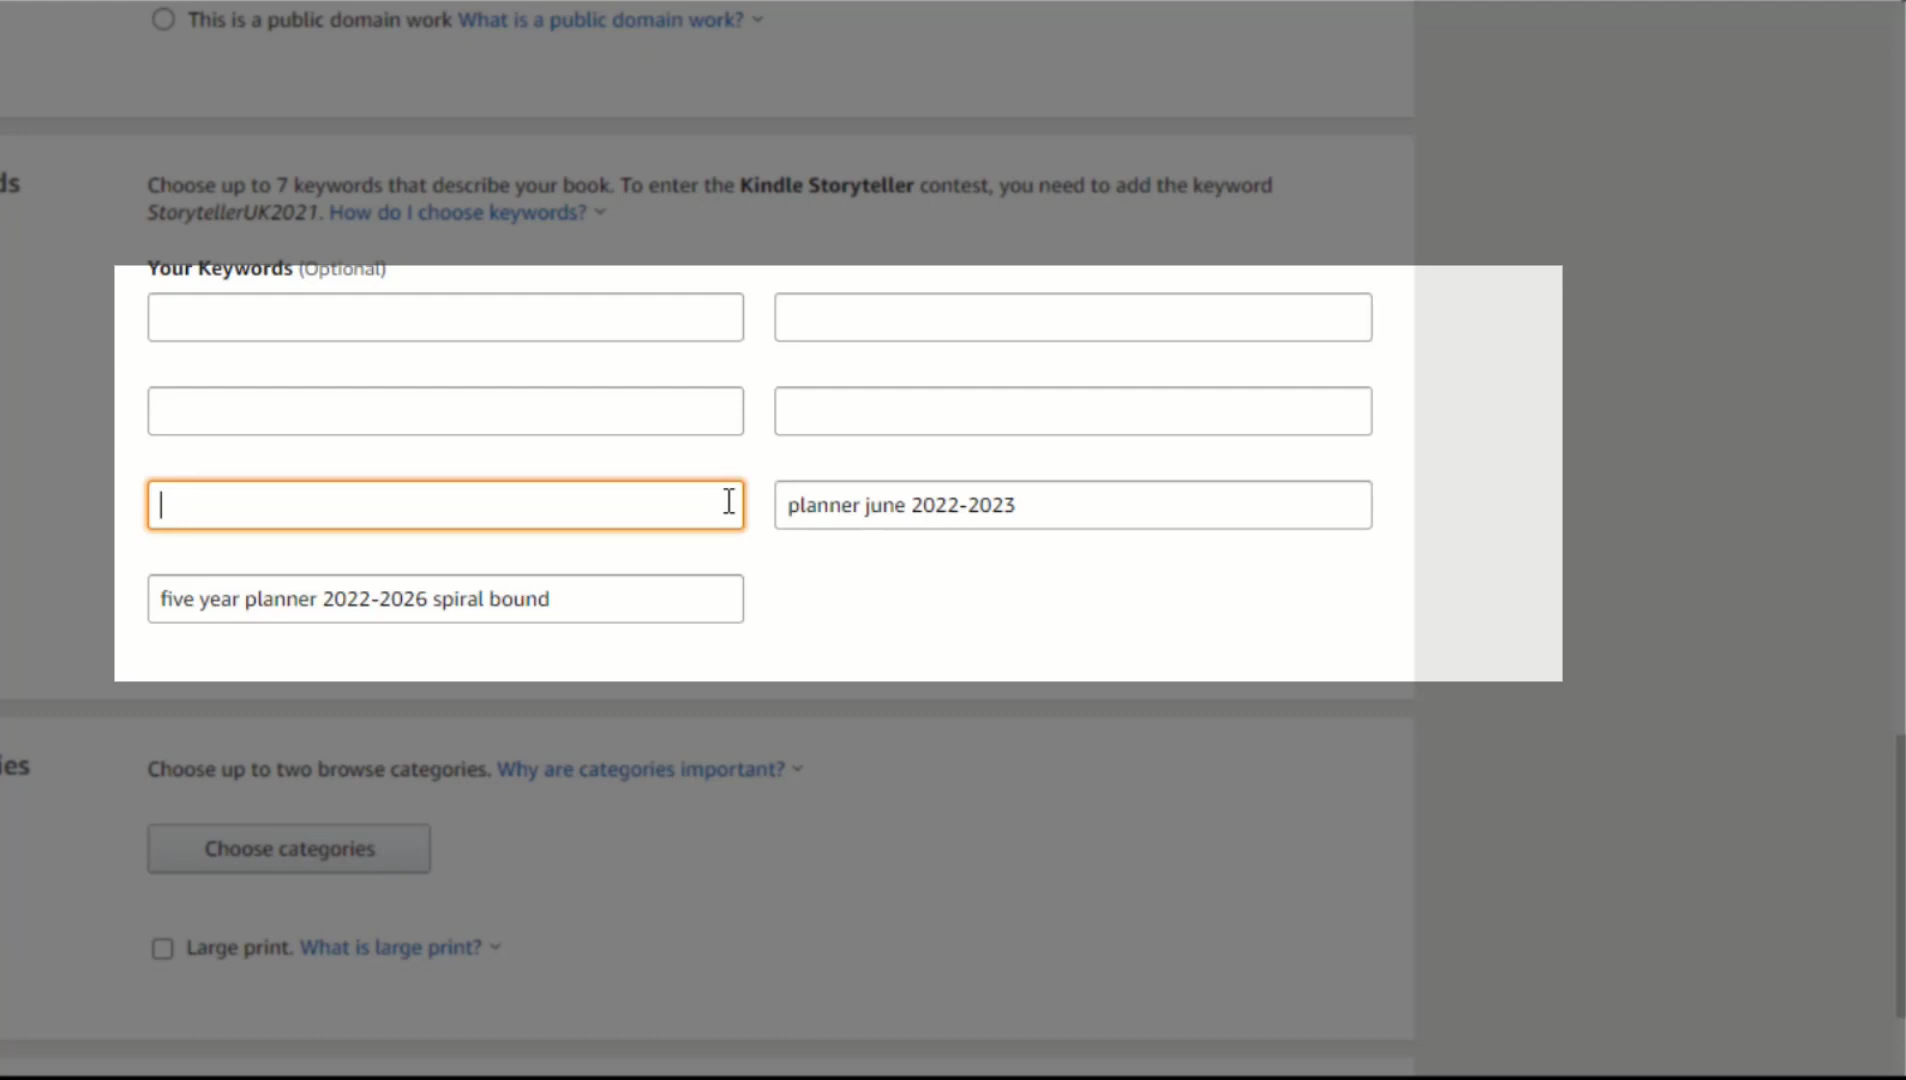 This is a public domain work What is a public domain work?
ds
Choose up to 7 keywords that describe your book. To enter the Kindle Storyteller contest, you need to add the keyword
StorytellerUK2021. How do I choose keywords?
Your Keywords (Optional)
planner june 2022-2023
five year planner 2022-2026 spiral bound
ies
Choose up to two browse categories. Why are categories important?
Choose categories
Large print. What is large print?